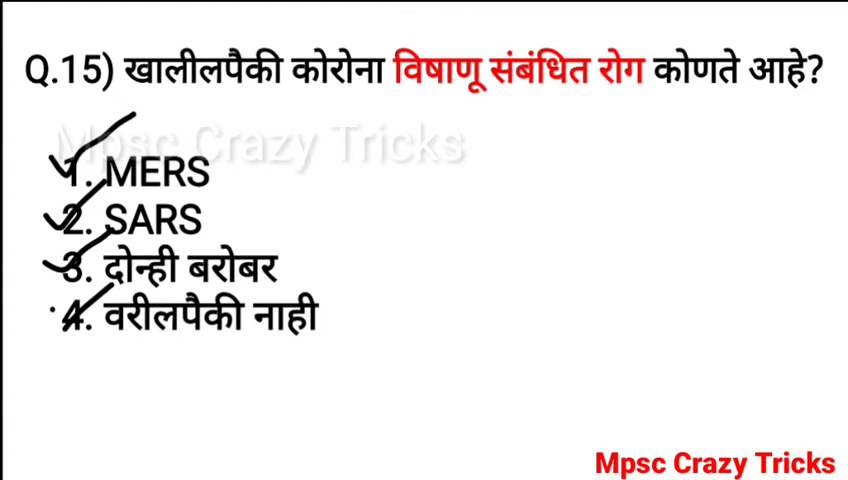 Q.15) खालीलपैकी कोरोना विषाणू संबंधित रोग कोणते आहे?
Mpsc Crazy Tricks
1. MERS
2. SARS
3. दोन्ही बरोबर
4. वरीलपैकी नाही
Mpsc Crazy Tricks